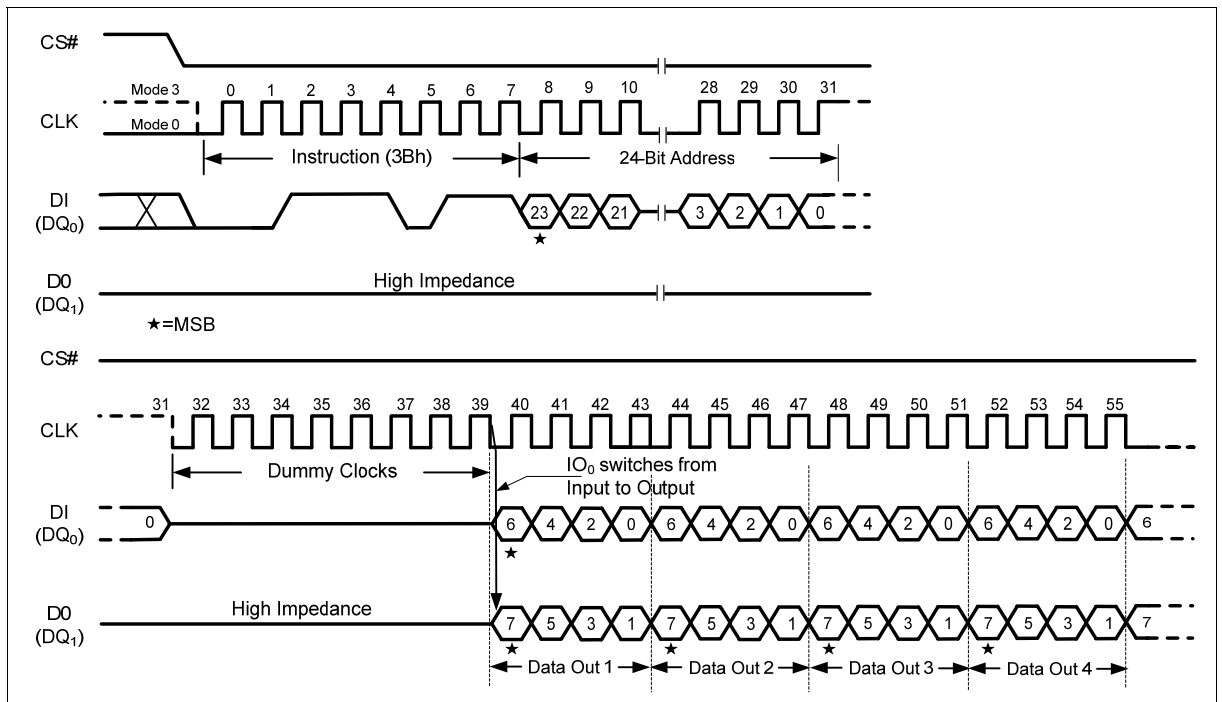 CS#
Mode 3 0 1 2 3 4 5 6 7 8 9 10 28 29 30 31
CLK
Mode 0
Instruction (3Bh) 24-Bit Address
DI
(DQ0) 23 22 21 3 2 1 0
★
D0
(DQ1)
High Impedance
★=MSB
CS#
31 32 33 34 35 36 37 38 39 40 41 42 43 44 45 46 47 48 49 50 51 52 53 54 55
CLK
Dummy Clocks
IO0 switches from
Input to Output
DI
(DQ0) 0 6 4 2 0 6 4 2 0 6 4 2 0 6 4 2 0 6
★
D0
(DQ1)
High Impedance
7 5 3 1 7 5 3 1 7 5 3 1 7 5 3 1 7
★ ★ ★ ★
Data Out 1 Data Out 2 Data Out 3 Data Out 4